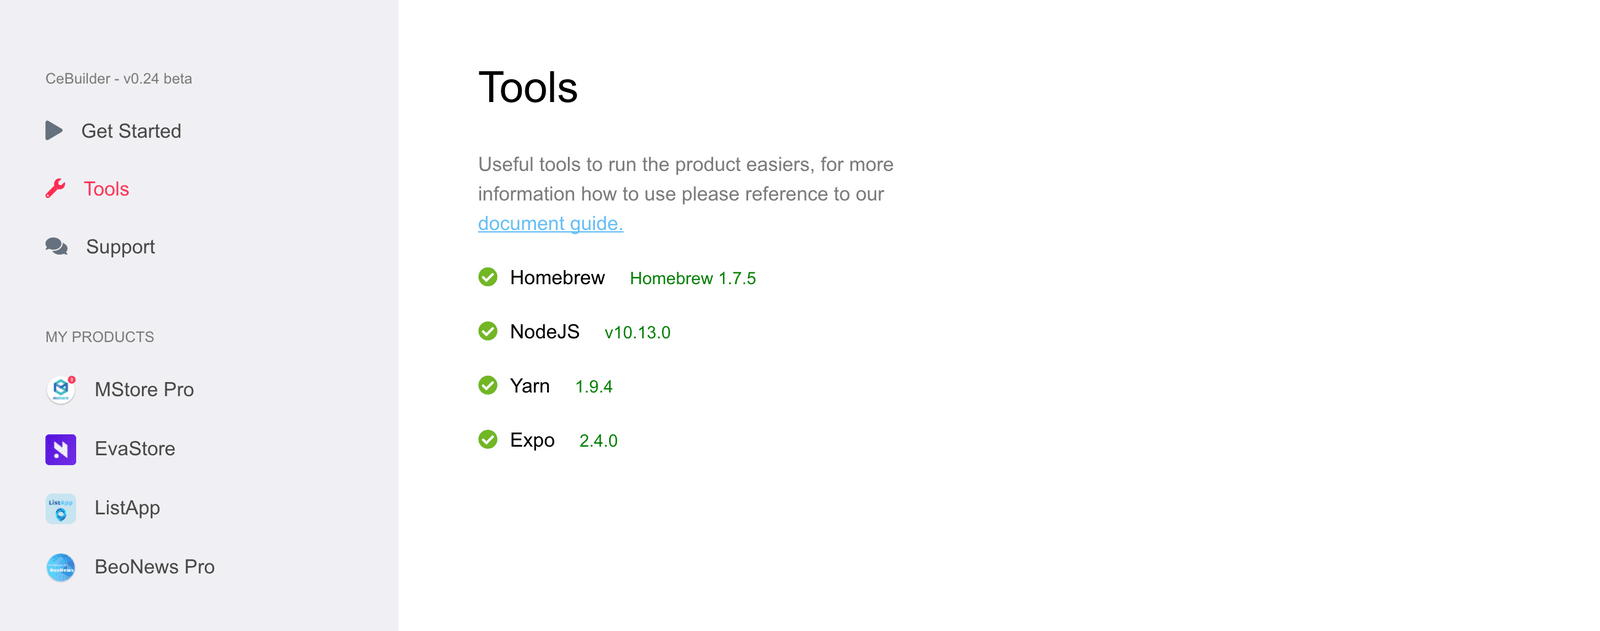 CeBuilder - v0.24 beta
Get Started
Tools
Support
MY PRODUCTS
MStore Pro
EvaStore
ListApp
ListApp
BeoNews Pro
Tools
Useful tools to run the product easiers, for more
information how to use please reference to our
document guide.
Homebrew Homebrew 1.7.5
NodeJS v10.13.0
Yarn 1.9.4
Expo 2.4.0